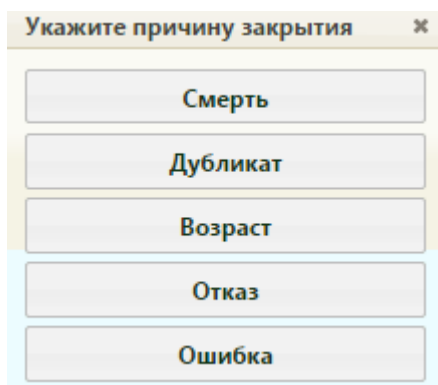 Укажите причину закрытия
Смерть
Дубликат
Возраст
Отказ
Ошибка